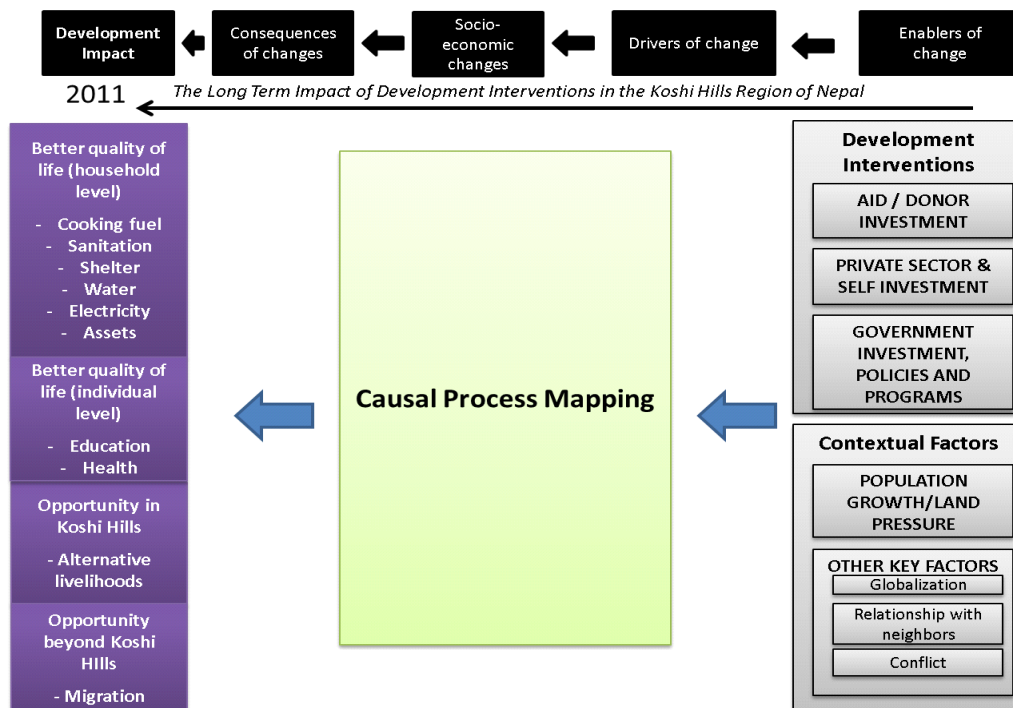 Development
Impact
Consequences
of changes
Socio-
economic
changes
Drivers of change
Enablers of
change
2011
The Long Term Impact of Development Interventions in the Koshi Hills Region of Nepal
Better quality of
life (household
level)
- Cooking fuel
- Sanitation
- Shelter
- Water
- Electricity
- Assets
Better quality of
life (individual
level)
- Education
- Health
Opportunity in
Koshi Hills
- Alternative
livelihoods
Opportunity
beyond Koshi
HIlls
- Migration
Causal Process Mapping
Development
Interventions
AID / DONOR
INVESTMENT
PRIVATE SECTOR &
SELF INVESTMENT
GOVERNMENT
INVESTMENT,
POLICIES AND
PROGRAMS
Contextual Factors
POPULATION
GROWTH/LAND
PRESSURE
OTHER KEY FACTORS
Globalization
Relationship with
neighbors
Conflict